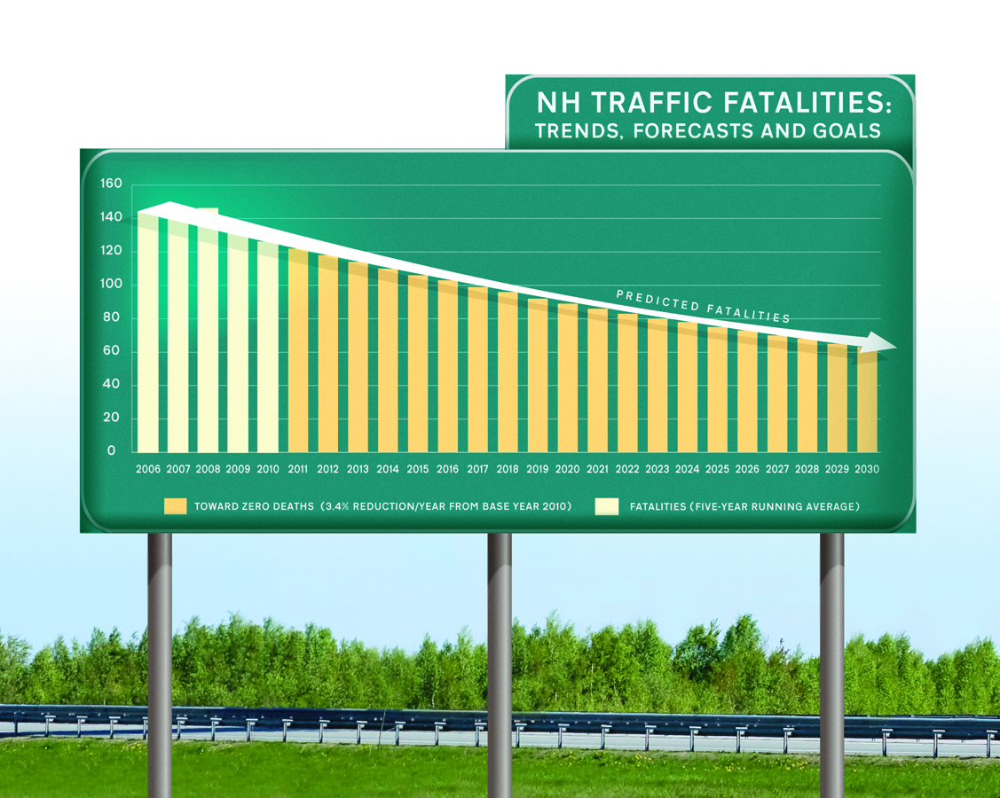 NH TRAFFIC FATALITIES:
TRENDS, FORECASTS AND GOALS
160
140
120
100
80
60
40
20
0
PREDICTED FATALITIES
2006 2007 2008 2009 2010 2011 2012 2013 2014 2015 2016 2017 2018 2019 2020 2021 2022 2023 2024 2025 2026 2027 2028 2029 2030
TOWARD ZERO DEATHS (3.4% REDUCTION/YEAR FROM BASE YEAR 2010) FATALITIES (FIVE-YEAR RUNNING AVERAGE)